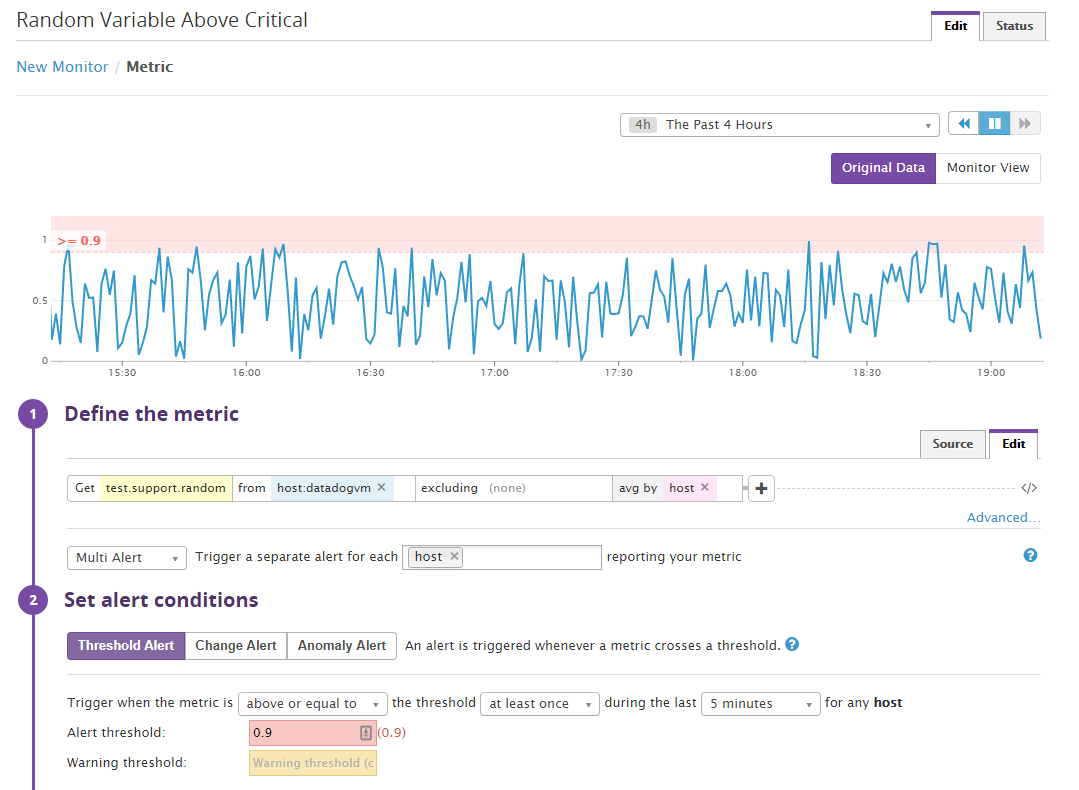 Random Variable Above Critical
Edit Status
New Monitor / Metric
4h The Past 4 Hours
Original Data Monitor View
1 >= 0.9
0.5
0
15:30 16:00 16:30 17:00 17:30 18:00 18:30 19:00
1 Define the metric
Source Edit
Get test.support.random from host:datadogvm × excluding (none) avg by host × + </>
Advanced...
Multi Alert Trigger a separate alert for each host × reporting your metric ?
2 Set alert conditions
Threshold Alert Change Alert Anomaly Alert An alert is triggered whenever a metric crosses a threshold. ?
Trigger when the metric is above or equal to the threshold at least once during the last 5 minutes for any host
Alert threshold: 0.9 (0.9)
Warning threshold: Warning threshold (c